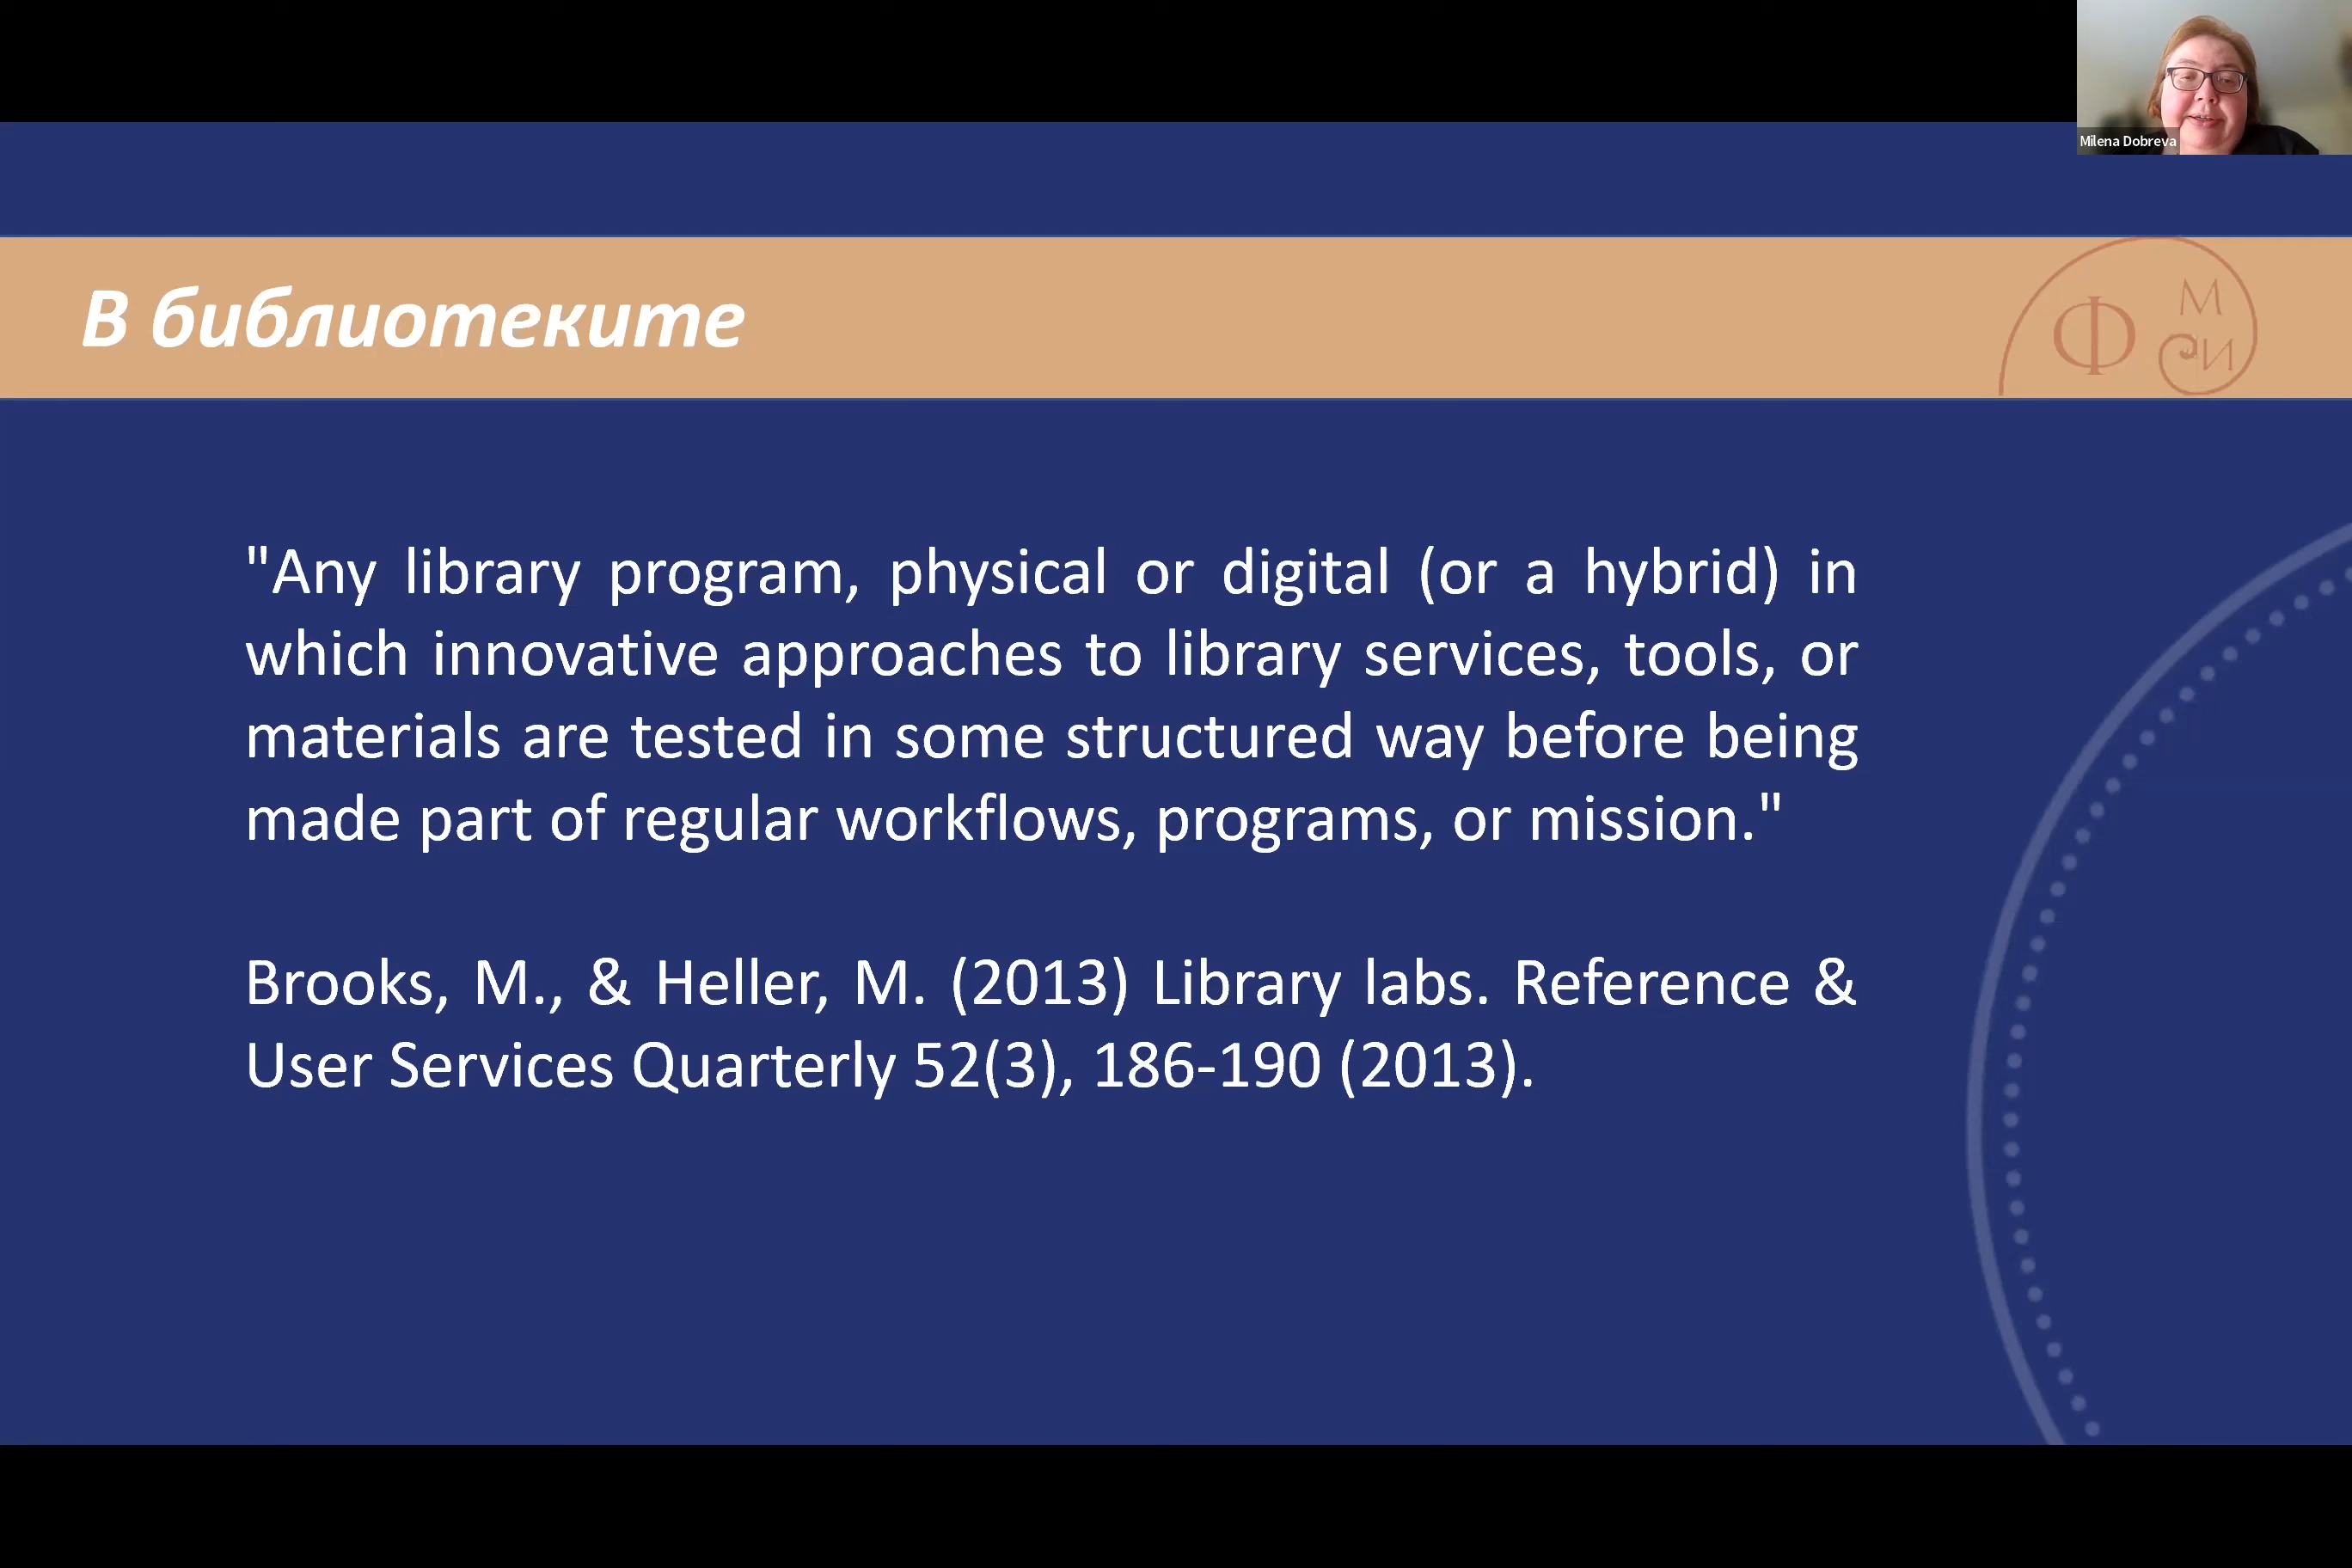 Milena Dobreva
В библиотеките
Ф
М
И
"Any library program, physical or digital (or a hybrid) in
which innovative approaches to library services, tools, or
materials are tested in some structured way before being
made part of regular workflows, programs, or mission."
Brooks, M., & Heller, M. (2013) Library labs. Reference &
User Services Quarterly 52(3), 186-190 (2013).